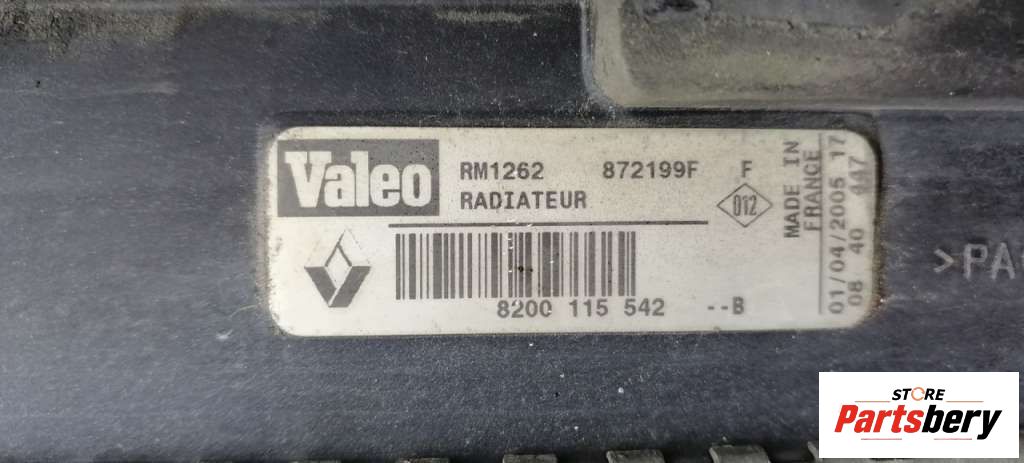 Valeo
RM1262 872199F F
RADIATEUR
012
8200 115 542 --B
MADE IN
FRANCE
01/04/2005 17
08 40 447
>PA
STORE
Partsbery